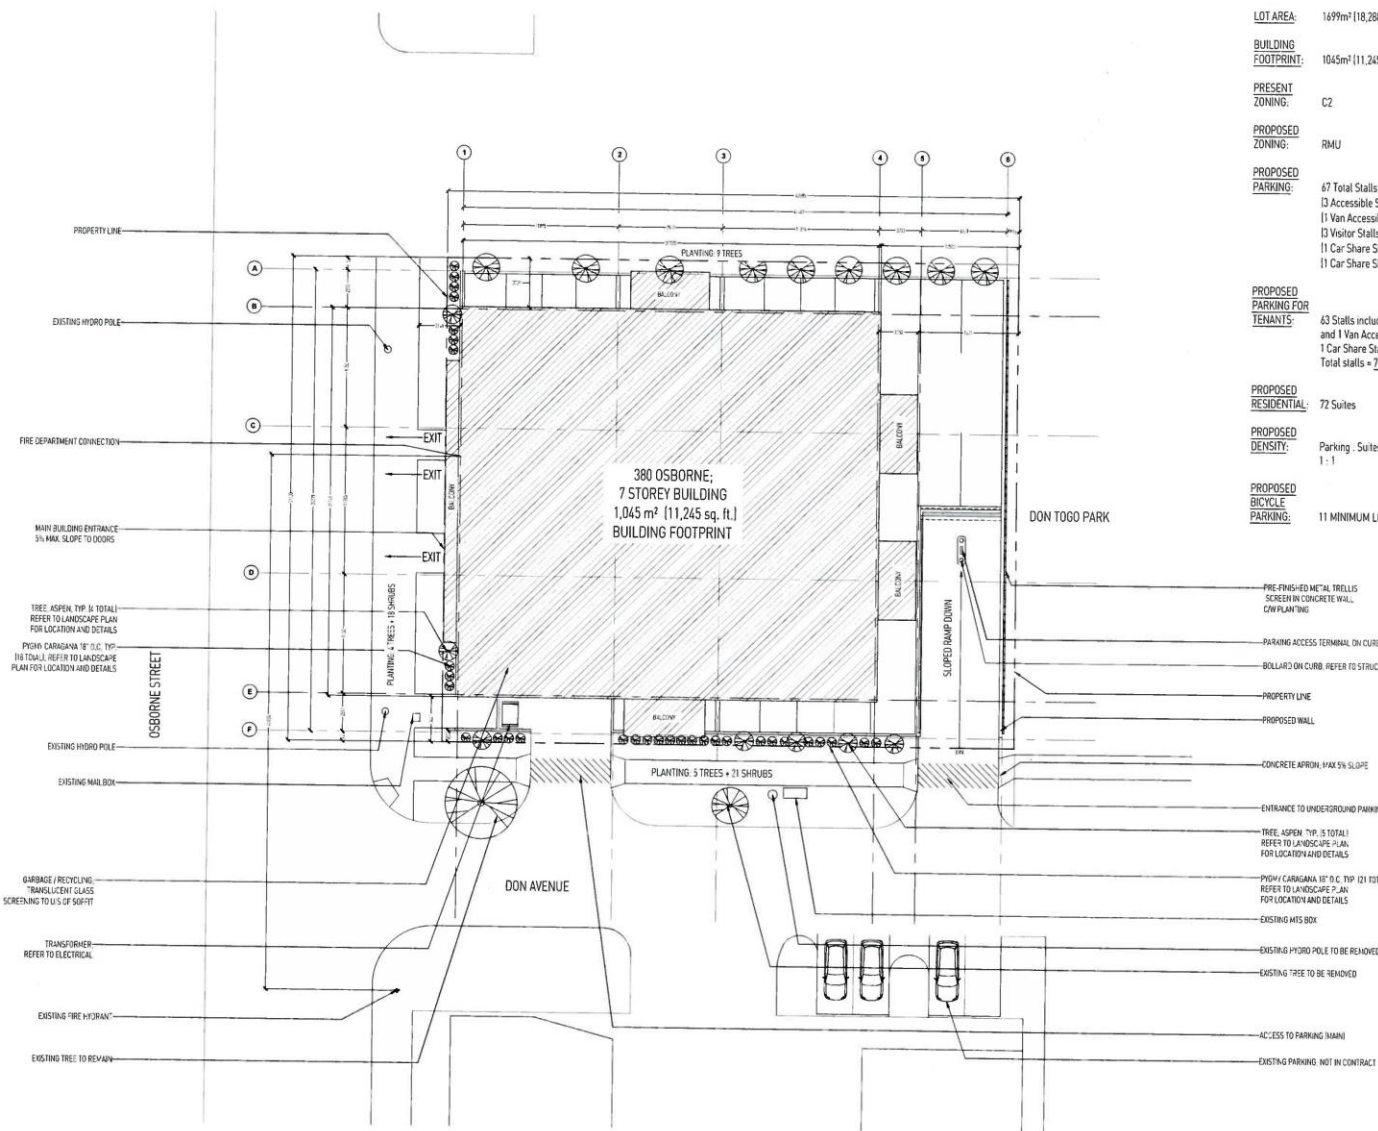 LOT AREA: 1699m² (18,28
BUILDING
FOOTPRINT: 1045m² (11,245
PRESENT
ZONING: C2
PROPOSED
ZONING: RMU
PROPOSED
PARKING: 67 Total Stalls
(3 Accessible S
(1 Van Accessi
(3 Visitor Stalls
(1 Car Share S
(1 Car Share S
PROPOSED
PARKING FOR
TENANTS: 63 Stalls includ
and 1 Van Acce
1 Car Share Sta
Total stalls = 7
PROPOSED
RESIDENTIAL: 72 Suites
PROPOSED
DENSITY: Parking : Suite
1 : 1
PROPOSED
BICYCLE
PARKING: 11 MINIMUM L
1
2
3
4
5
6
A
B
C
D
E
F
PROPERTY LINE
EXISTING HYDRO POLE
FIRE DEPARTMENT CONNECTION
MAIN BUILDING ENTRANCE
5% MAX. SLOPE TO DOORS
TREE, ASPEN, TYP. (4 TOTAL)
REFER TO LANDSCAPE PLAN
FOR LOCATION AND DETAILS
PYGMY CARAGANA 18" O.C. TYP.
(18 TOTAL). REFER TO LANDSCAPE
PLAN FOR LOCATION AND DETAILS
OSBORNE STREET
EXISTING HYDRO POLE
EXISTING MAILBOX
GARBAGE / RECYCLING,
TRANSLUCENT GLASS
SCREENING TO U/S OF SOFFIT
TRANSFORMER,
REFER TO ELECTRICAL
EXISTING FIRE HYDRANT
EXISTING TREE TO REMAIN
PLANTING: 9 TREES
BALCONY
EXIT
EXIT
EXIT
BALCONY
PLANTING: 4 TREES + 18 SHRUBS
380 OSBORNE;
7 STOREY BUILDING
1,045 m² (11,245 sq. ft.)
BUILDING FOOTPRINT
BALCONY
BALCONY
SLOPED RAMP DOWN
BALCONY
DON TOGO PARK
PLANTING: 5 TREES + 21 SHRUBS
DON AVENUE
PRE-FINISHED METAL TRELLIS
SCREEN IN CONCRETE WALL
C/W PLANTING
PARKING ACCESS TERMINAL ON CURB
BOLLARD ON CURB, REFER TO STRUC
PROPERTY LINE
PROPOSED WALL
CONCRETE APRON; MAX 5% SLOPE
ENTRANCE TO UNDERGROUND PARKIN
TREE, ASPEN, TYP. (5 TOTAL)
REFER TO LANDSCAPE PLAN
FOR LOCATION AND DETAILS
PYGMY CARAGANA 18" O.C. TYP. (21 TOT
REFER TO LANDSCAPE PLAN
FOR LOCATION AND DETAILS
EXISTING MTS BOX
EXISTING HYDRO POLE TO BE REMOVED
EXISTING TREE TO BE REMOVED
ACCESS TO PARKING (MAIN)
EXISTING PARKING, NOT IN CONTRACT